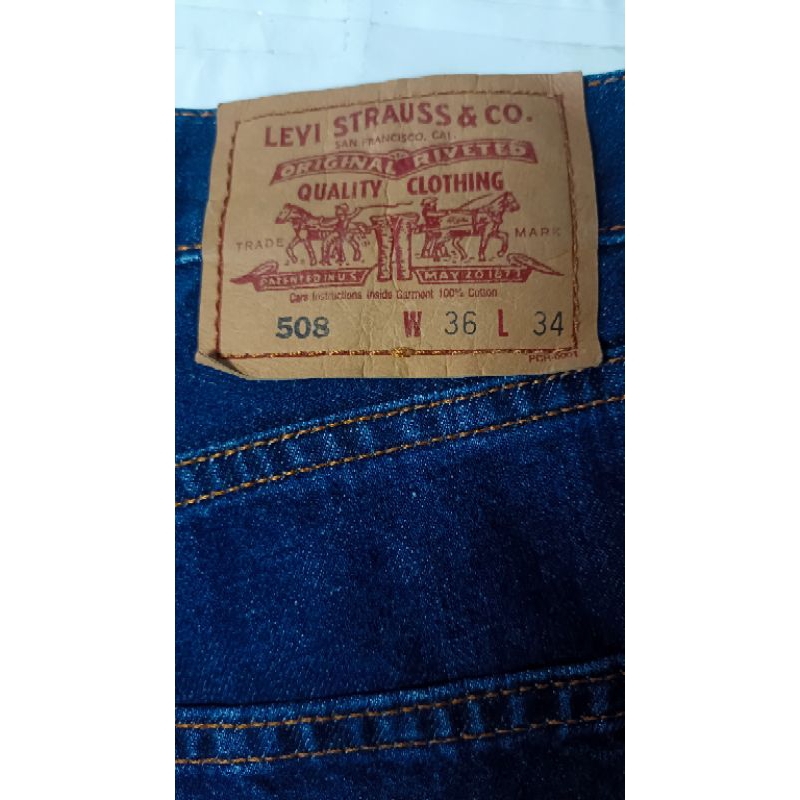 LEVI STRAUSS & CO.
SAN FRANCISCO, CAL.
ORIGINAL RIVETED
QUALITY CLOTHING
TRADE MARK
PATENTED IN U.S. MAY 20 1873
Care Instructions Inside Garment 100% Cotton
508 W 36 L 34